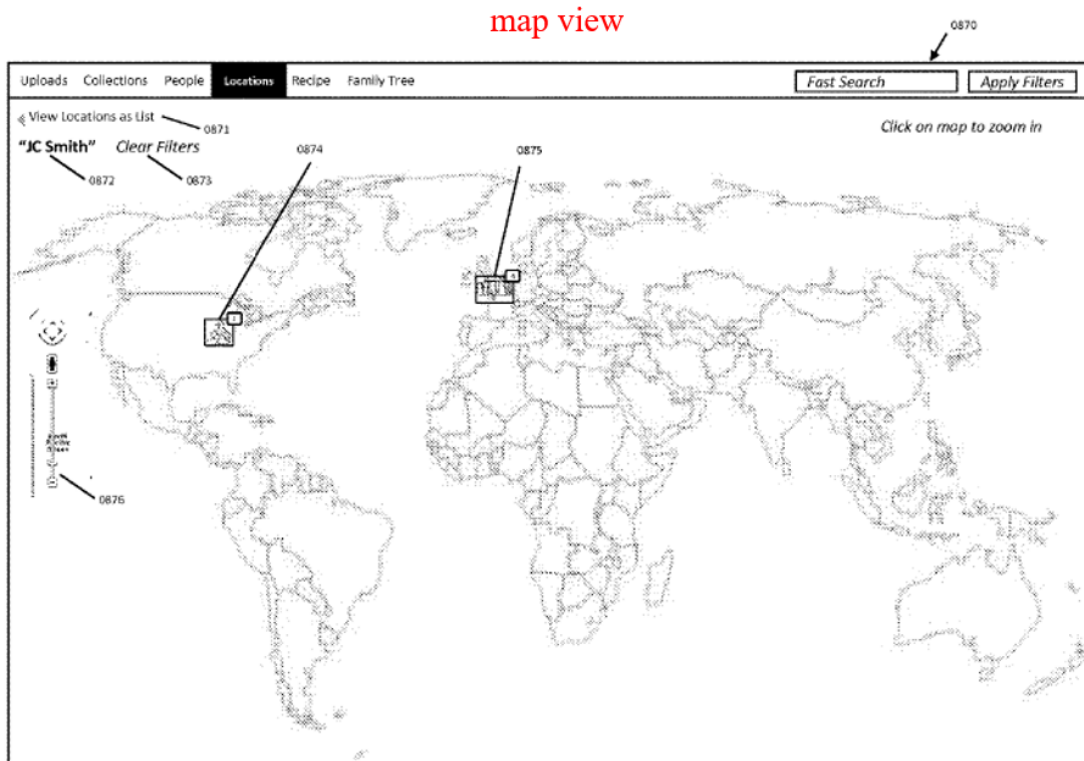 map view
0870
Uploads Collections People Locations Recipe Family Tree Fast Search Apply Filters
View Locations as List
0871
Click on map to zoom in
"JC Smith" Clear Filters
0874
0875
0872
0873
0876